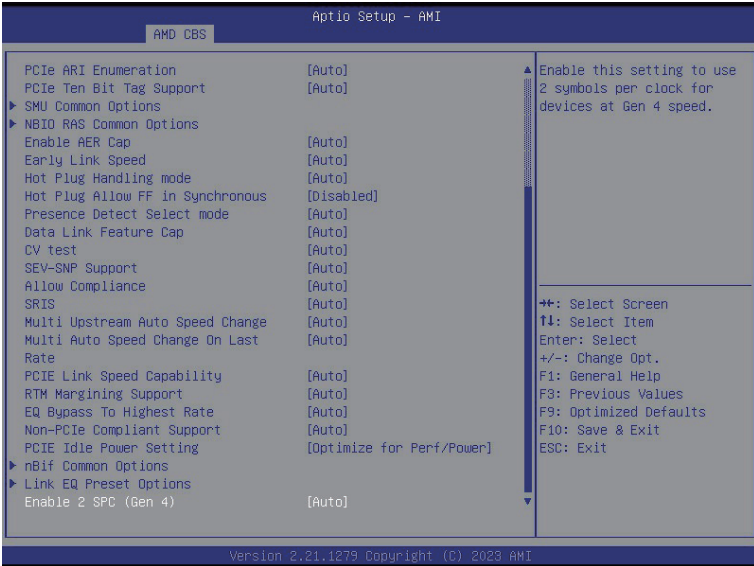 Aptio Setup – AMI
AMD CBS
PCIe ARI Enumeration [Auto]
PCIe Ten Bit Tag Support [Auto]
SMU Common Options
NBIO RAS Common Options
Enable AER Cap [Auto]
Early Link Speed [Auto]
Hot Plug Handling mode [Auto]
Hot Plug Allow FF in Synchronous [Disabled]
Presence Detect Select mode [Auto]
Data Link Feature Cap [Auto]
CV test [Auto]
SEV-SNP Support [Auto]
Allow Compliance [Auto]
SRIS [Auto]
Multi Upstream Auto Speed Change [Auto]
Multi Auto Speed Change On Last [Auto]
Rate
PCIE Link Speed Capability [Auto]
RTM Margining Support [Auto]
EQ Bypass To Highest Rate [Auto]
Non-PCIe Compliant Support [Auto]
PCIE Idle Power Setting [Optimize for Perf/Power]
nBif Common Options
Link EQ Preset Options
Enable 2 SPC (Gen 4) [Auto]
Enable this setting to use
2 symbols per clock for
devices at Gen 4 speed.
→←: Select Screen
↑↓: Select Item
Enter: Select
+/-: Change Opt.
F1: General Help
F3: Previous Values
F9: Optimized Defaults
F10: Save & Exit
ESC: Exit
Version 2.21.1279 Copyright (C) 2023 AMI